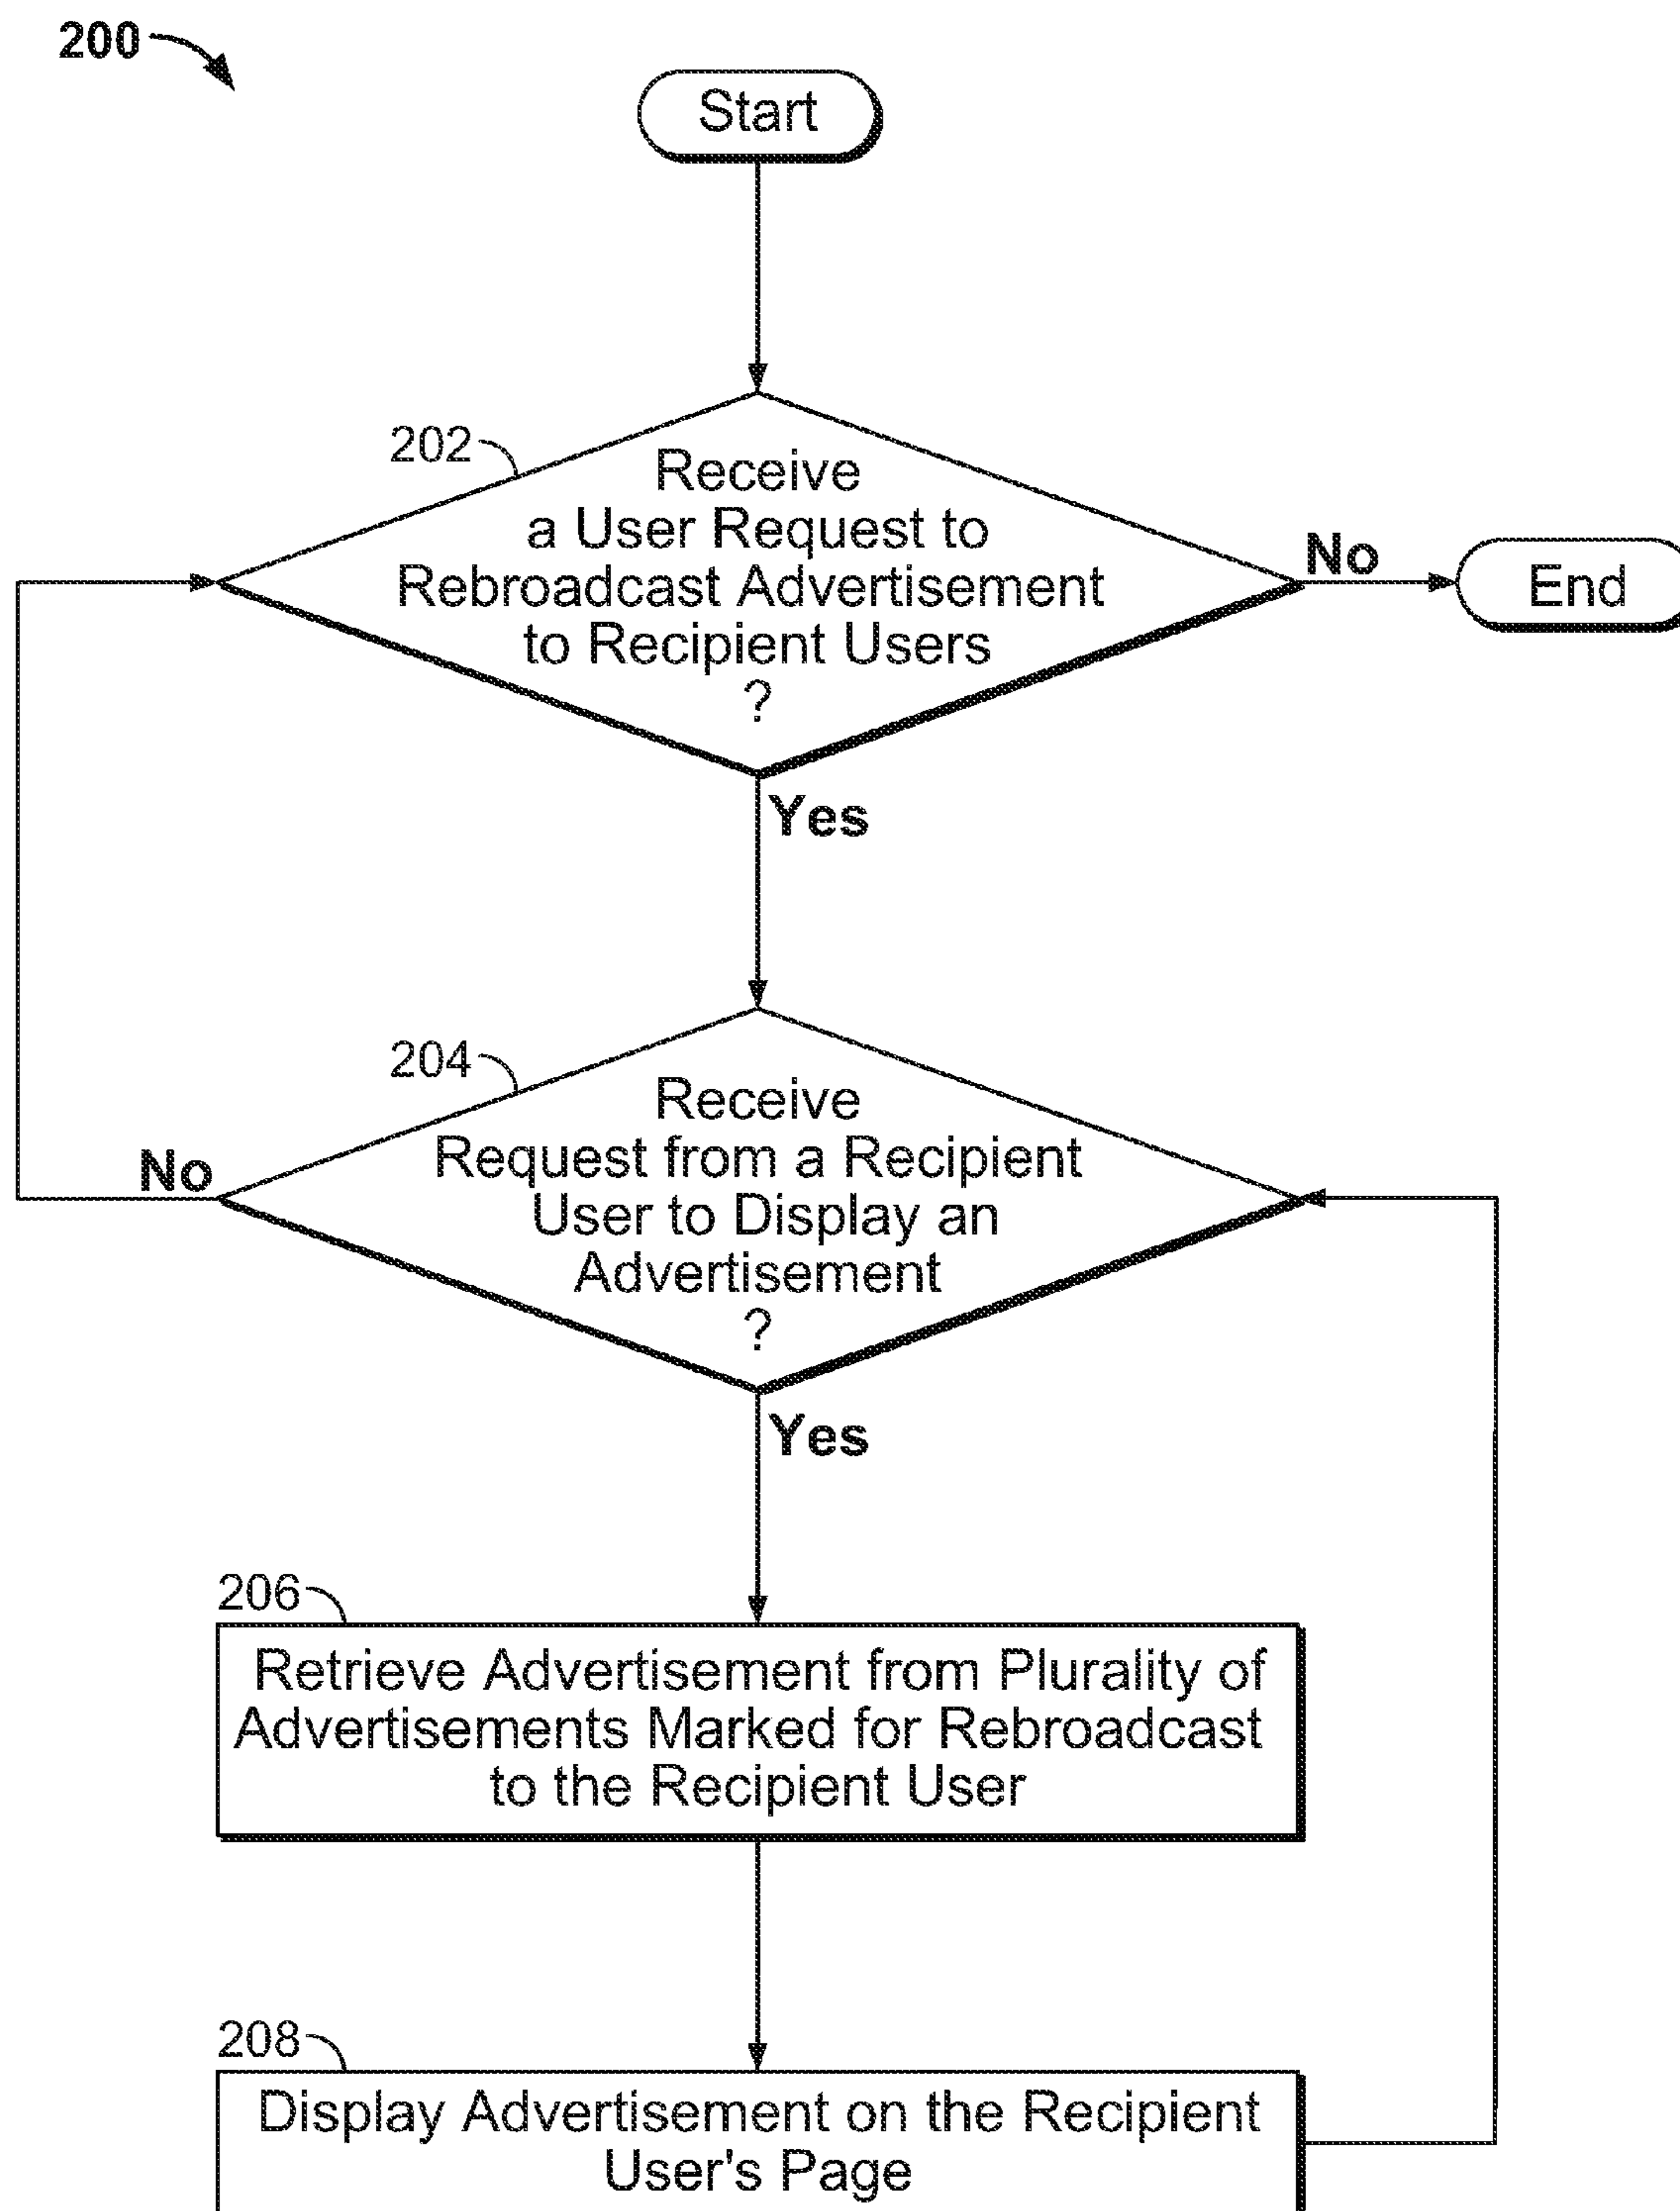 200
Start
202
Receive
a User Request to
Rebroadcast Advertisement
to Recipient Users
?
No
End
Yes
204
Receive
Request from a Recipient
User to Display an
Advertisement
?
No
Yes
206
Retrieve Advertisement from Plurality of
Advertisements Marked for Rebroadcast
to the Recipient User
208
Display Advertisement on the Recipient
User's Page